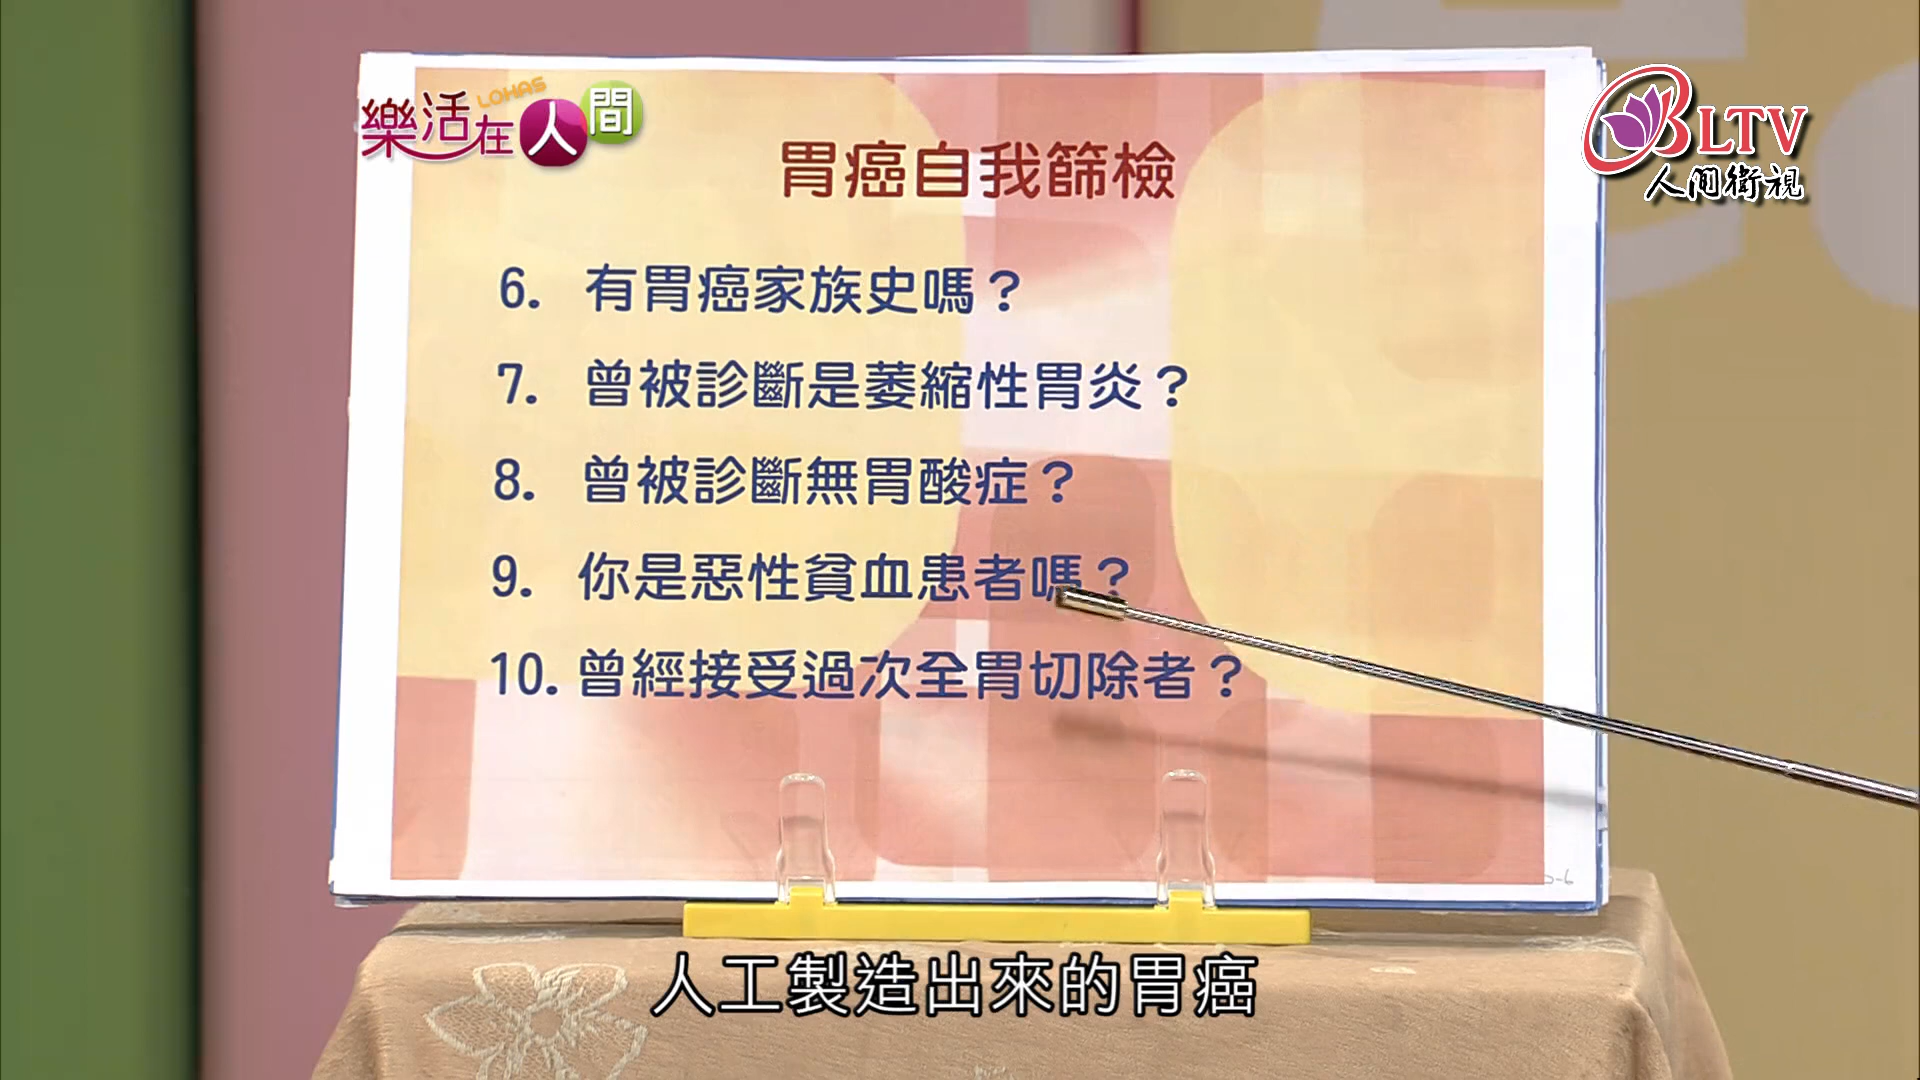 樂活在人間
LOHAS
BLTV
人間衛視
胃癌自我篩檢
6. 有胃癌家族史嗎？
7. 曾被診斷是萎縮性胃炎？
8. 曾被診斷無胃酸症？
9. 你是惡性貧血患者嗎？
10. 曾經接受過次全胃切除者？
人工製造出來的胃癌